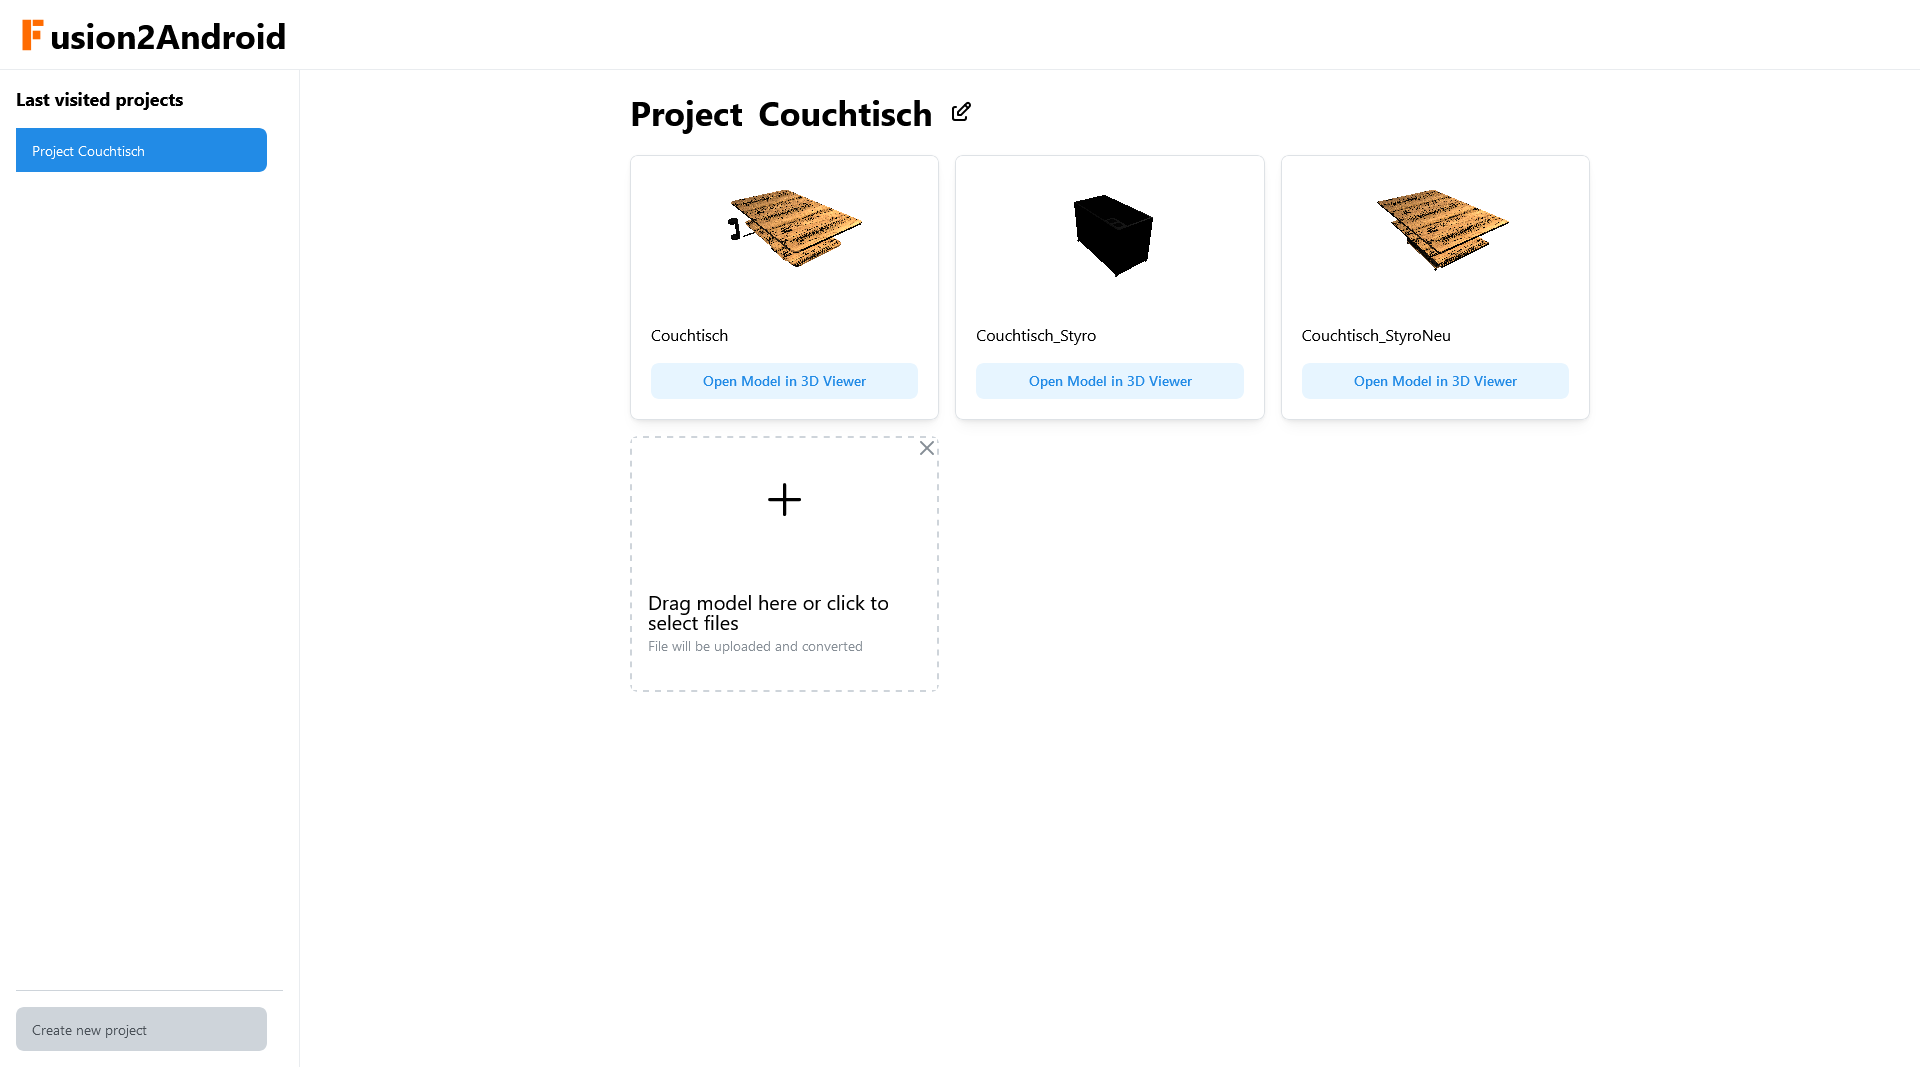 Fusion2Android
Last visited projects
Project Couchtisch
Project Couchtisch
Couchtisch
Open Model in 3D Viewer
Couchtisch_Styro
Open Model in 3D Viewer
Couchtisch_StyroNeu
Open Model in 3D Viewer
Drag model here or click to
select files
File will be uploaded and converted
Create new project